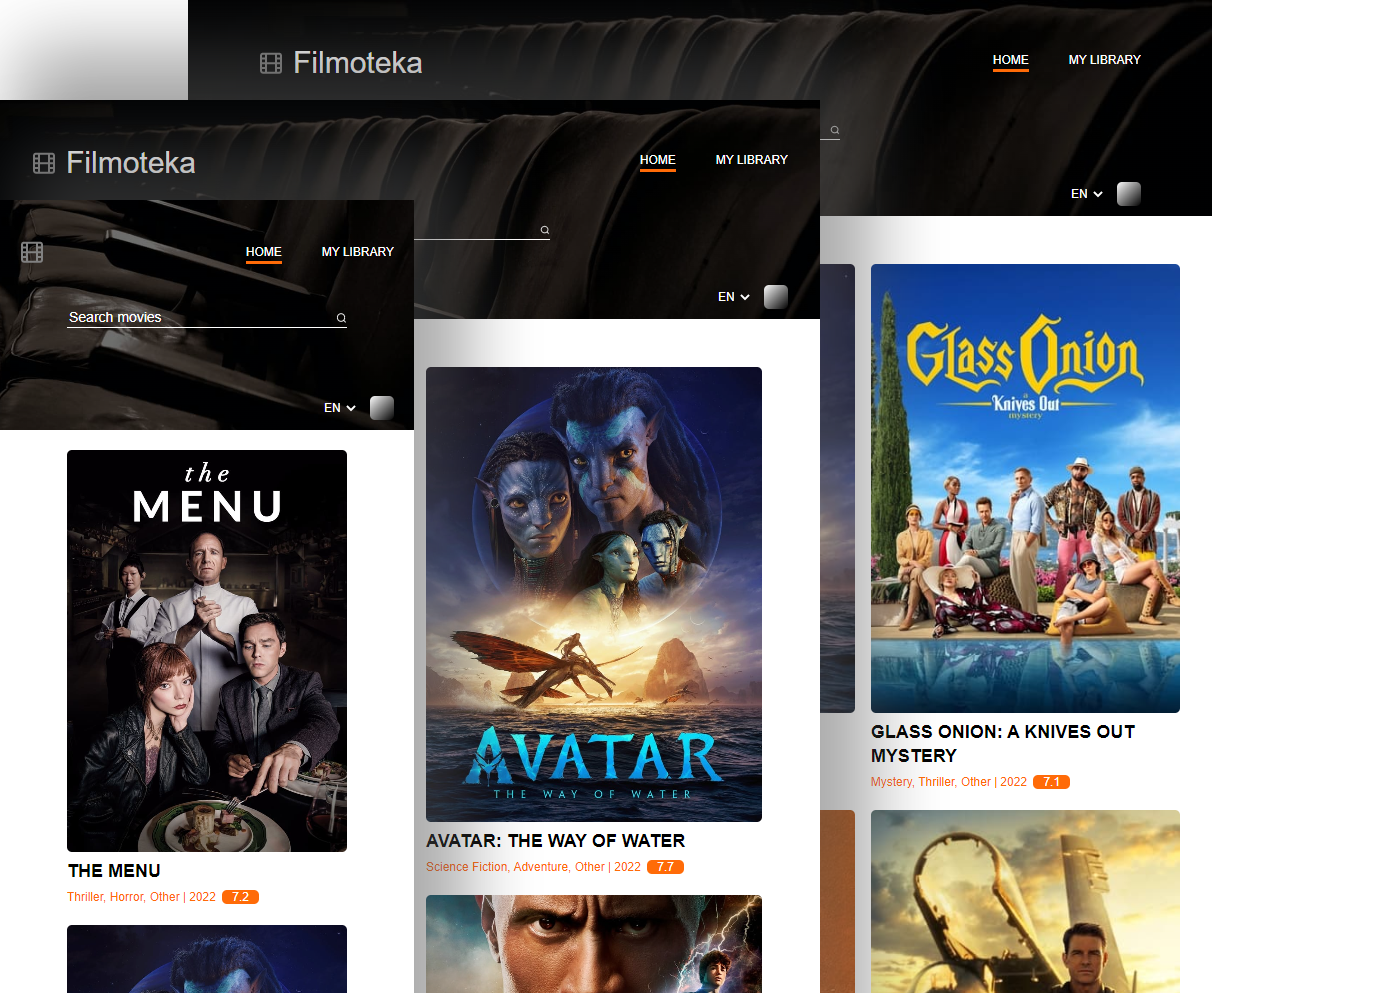 Filmoteka
HOME
MY LIBRARY
EN
Filmoteka
HOME
MY LIBRARY
EN
HOME
MY LIBRARY
Search movies
EN
the
MENU
THE MENU
Thriller, Horror, Other | 2022 7.2
AVATAR
THE WAY OF WATER
AVATAR: THE WAY OF WATER
Science Fiction, Adventure, Other | 2022 7.7
Glass Onion
a
Knives Out
mystery
GLASS ONION: A KNIVES OUT
MYSTERY
Mystery, Thriller, Other | 2022 7.1